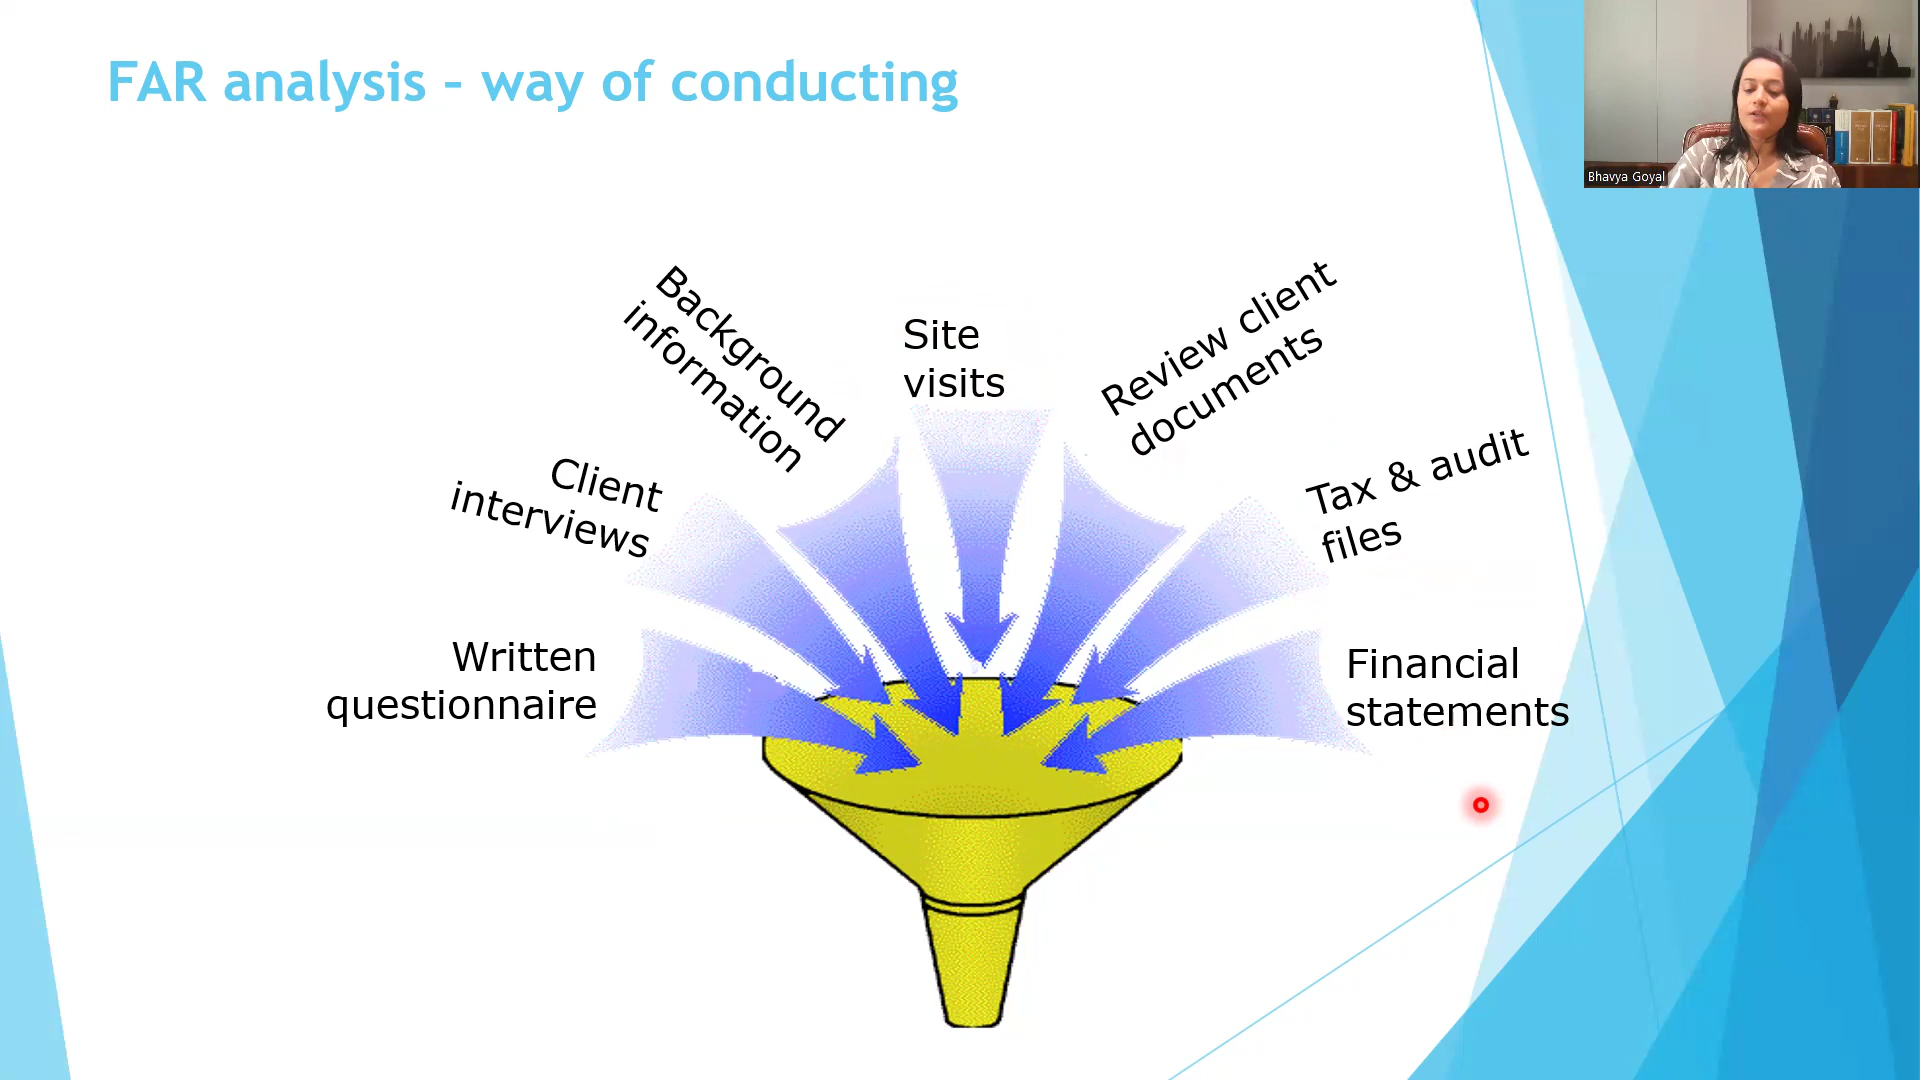 FAR analysis – way of conducting
Bhavya Goyal
Background
information
Site
visits
Review client
documents
Client
interviews
Tax & audit
files
Written
questionnaire
Financial
statements